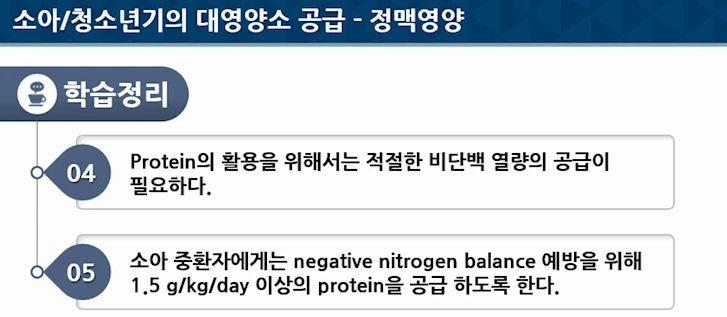 소아/청소년기의 대영양소 공급 - 정맥영양
학습정리
04
Protein의 활용을 위해서는 적절한 비단백 열량의 공급이
필요하다.
05
소아 중환자에게는 negative nitrogen balance 예방을 위해
1.5 g/kg/day 이상의 protein을 공급 하도록 한다.